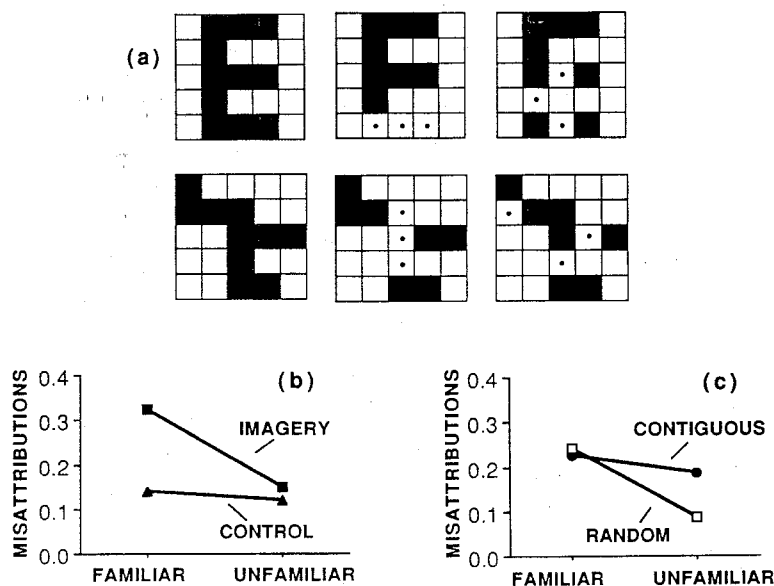 (a)
(b)
MISATTRIBUTIONS
0.4
0.3
0.2
0.1
0.0
IMAGERY
CONTROL
FAMILIAR UNFAMILIAR
(c)
MISATTRIBUTIONS
0.4
0.3
0.2
0.1
0.0
CONTIGUOUS
RANDOM
FAMILIAR UNFAMILIAR